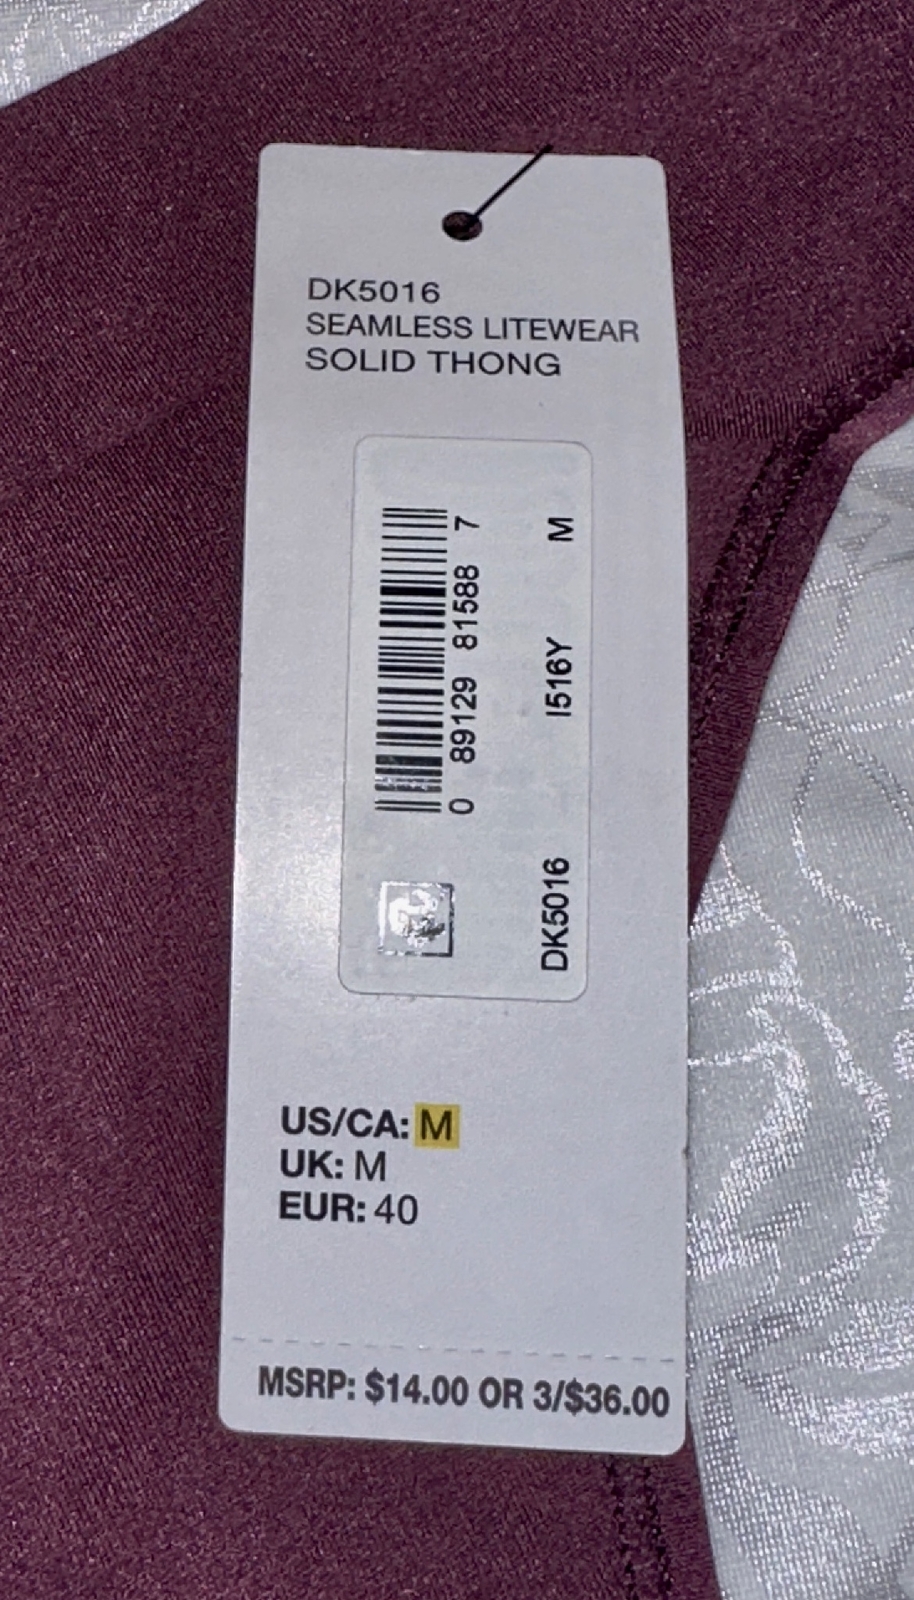 DK5016
SEAMLESS LITEWEAR
SOLID THONG
0 89129 81588 7
DK5016 I516Y M
US/CA: M
UK: M
EUR: 40
MSRP: $14.00 OR 3/$36.00